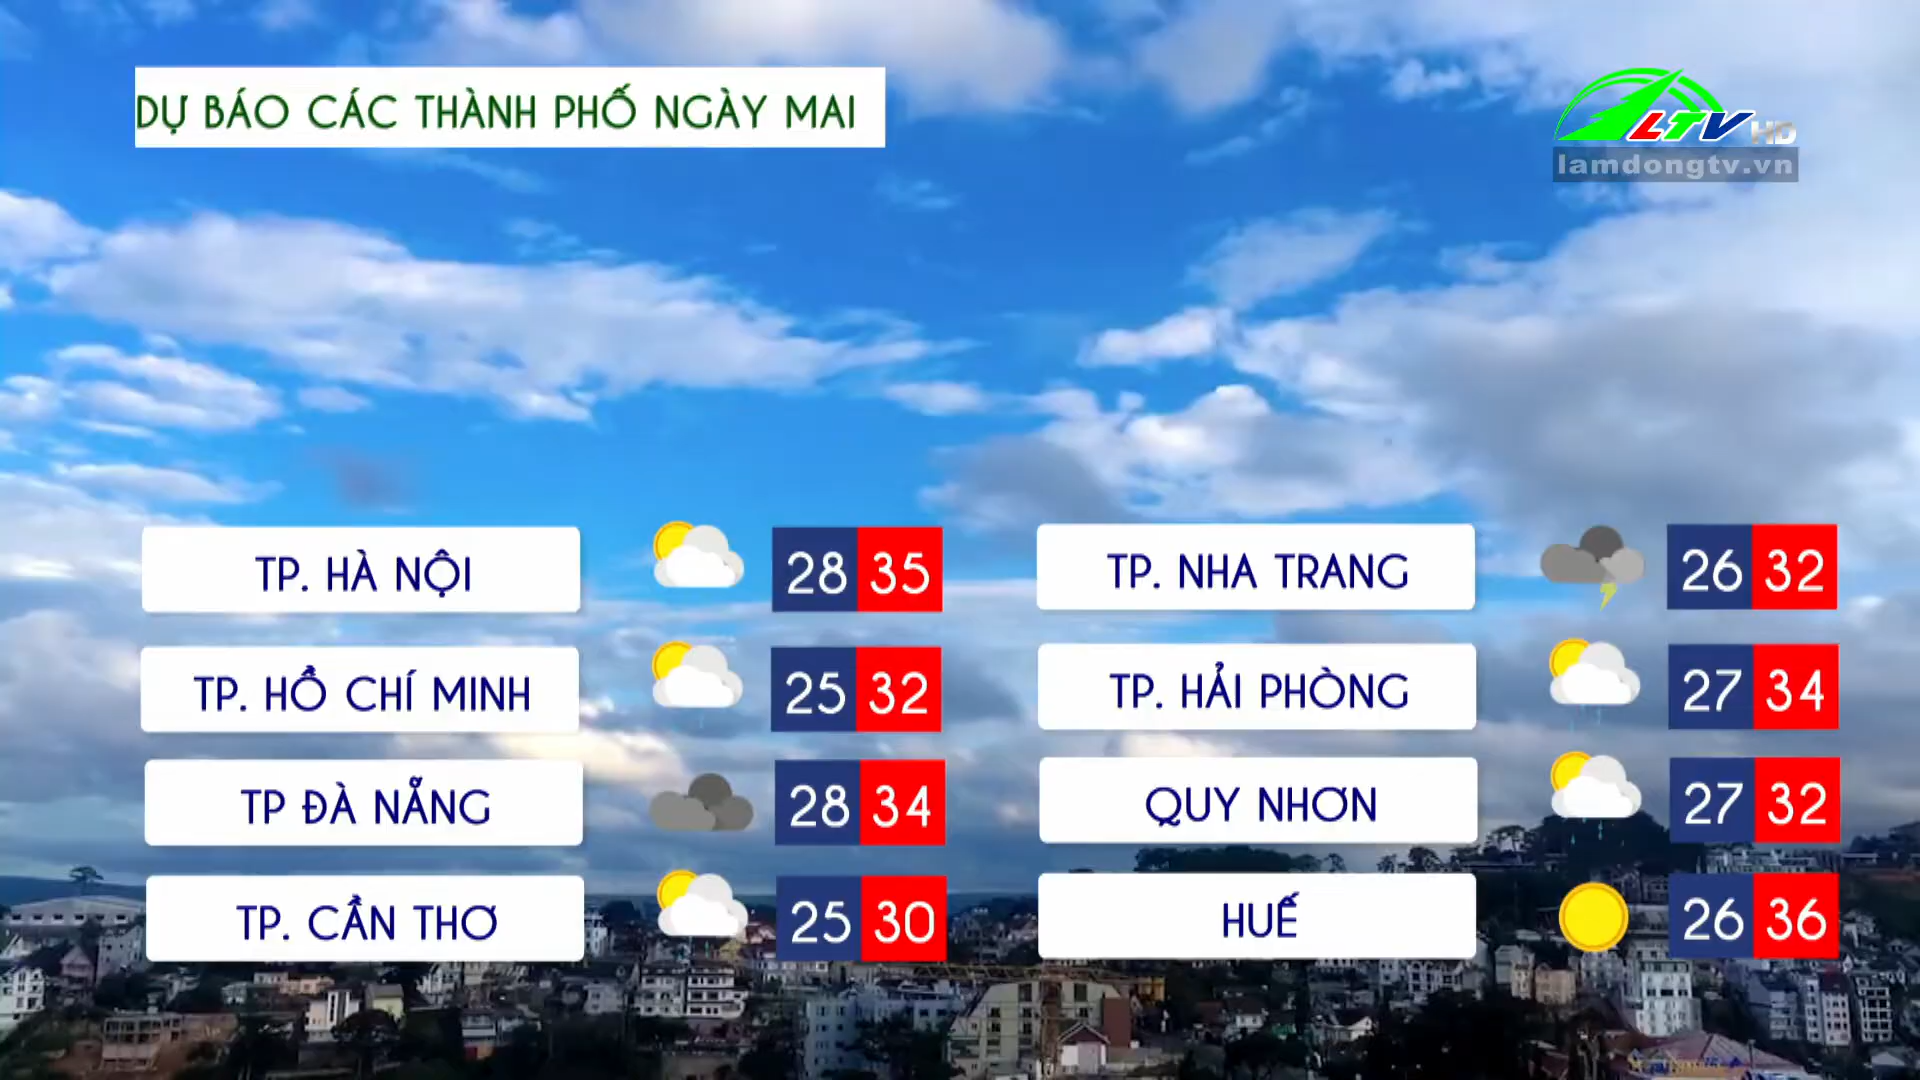 DỰ BÁO CÁC THÀNH PHỐ NGÀY MAI
LTV HD
lamdongtv.vn
TP. HÀ NỘI 28 35
TP. HỒ CHÍ MINH 25 32
TP ĐÀ NẴNG 28 34
TP. CẦN THƠ 25 30
TP. NHA TRANG 26 32
TP. HẢI PHÒNG 27 34
QUY NHƠN 27 32
HUẾ 26 36